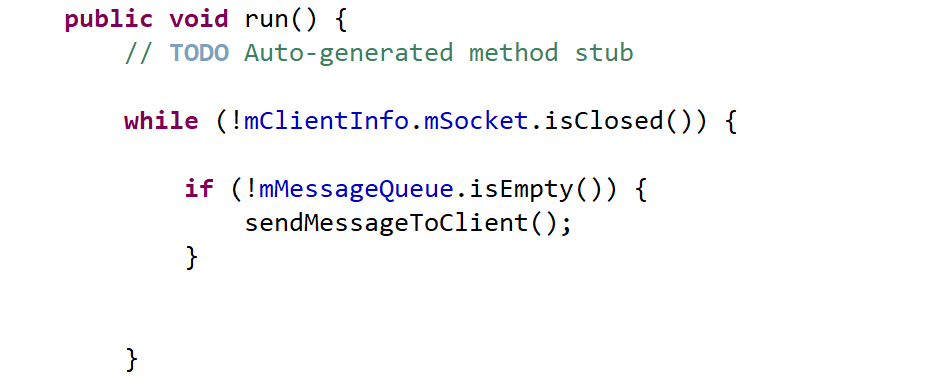 public void run() {
// TODO Auto-generated method stub
while (!mClientInfo.mSocket.isClosed()) {
if (!mMessageQueue.isEmpty()) {
sendMessageToClient();
}
}